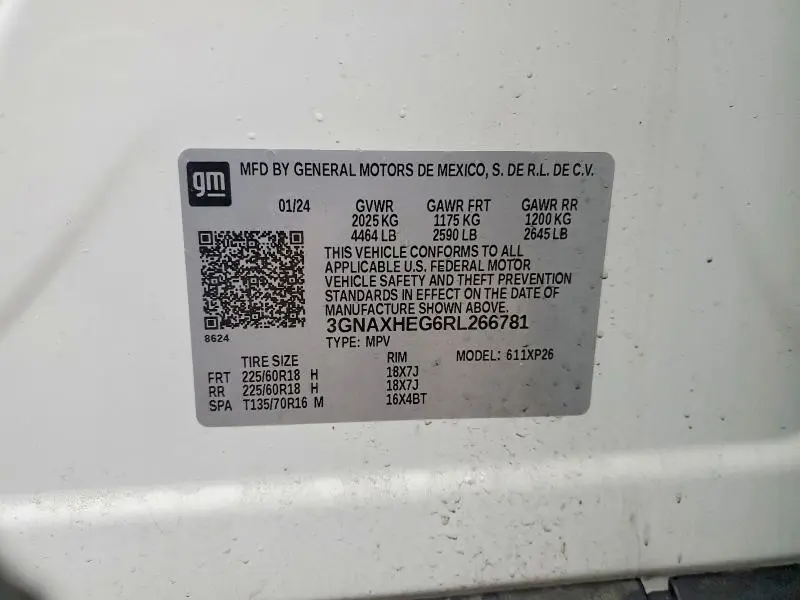 gm
MFD BY GENERAL MOTORS DE MEXICO, S. DE R.L. DE C.V.
01/24 GVWR GAWR FRT GAWR RR
2025 KG 1175 KG 1200 KG
4464 LB 2590 LB 2645 LB
THIS VEHICLE CONFORMS TO ALL
APPLICABLE U.S. FEDERAL MOTOR
VEHICLE SAFETY AND THEFT PREVENTION
STANDARDS IN EFFECT ON THE DATE OF
MANUFACTURE SHOWN ABOVE.
3GNAXHEG6RL266781
8624
TYPE: MPV
TIRE SIZE RIM MODEL: 611XP26
FRT 225/60R18 H 18X7J
RR 225/60R18 H 18X7J
SPA T135/70R16 M 16X4BT